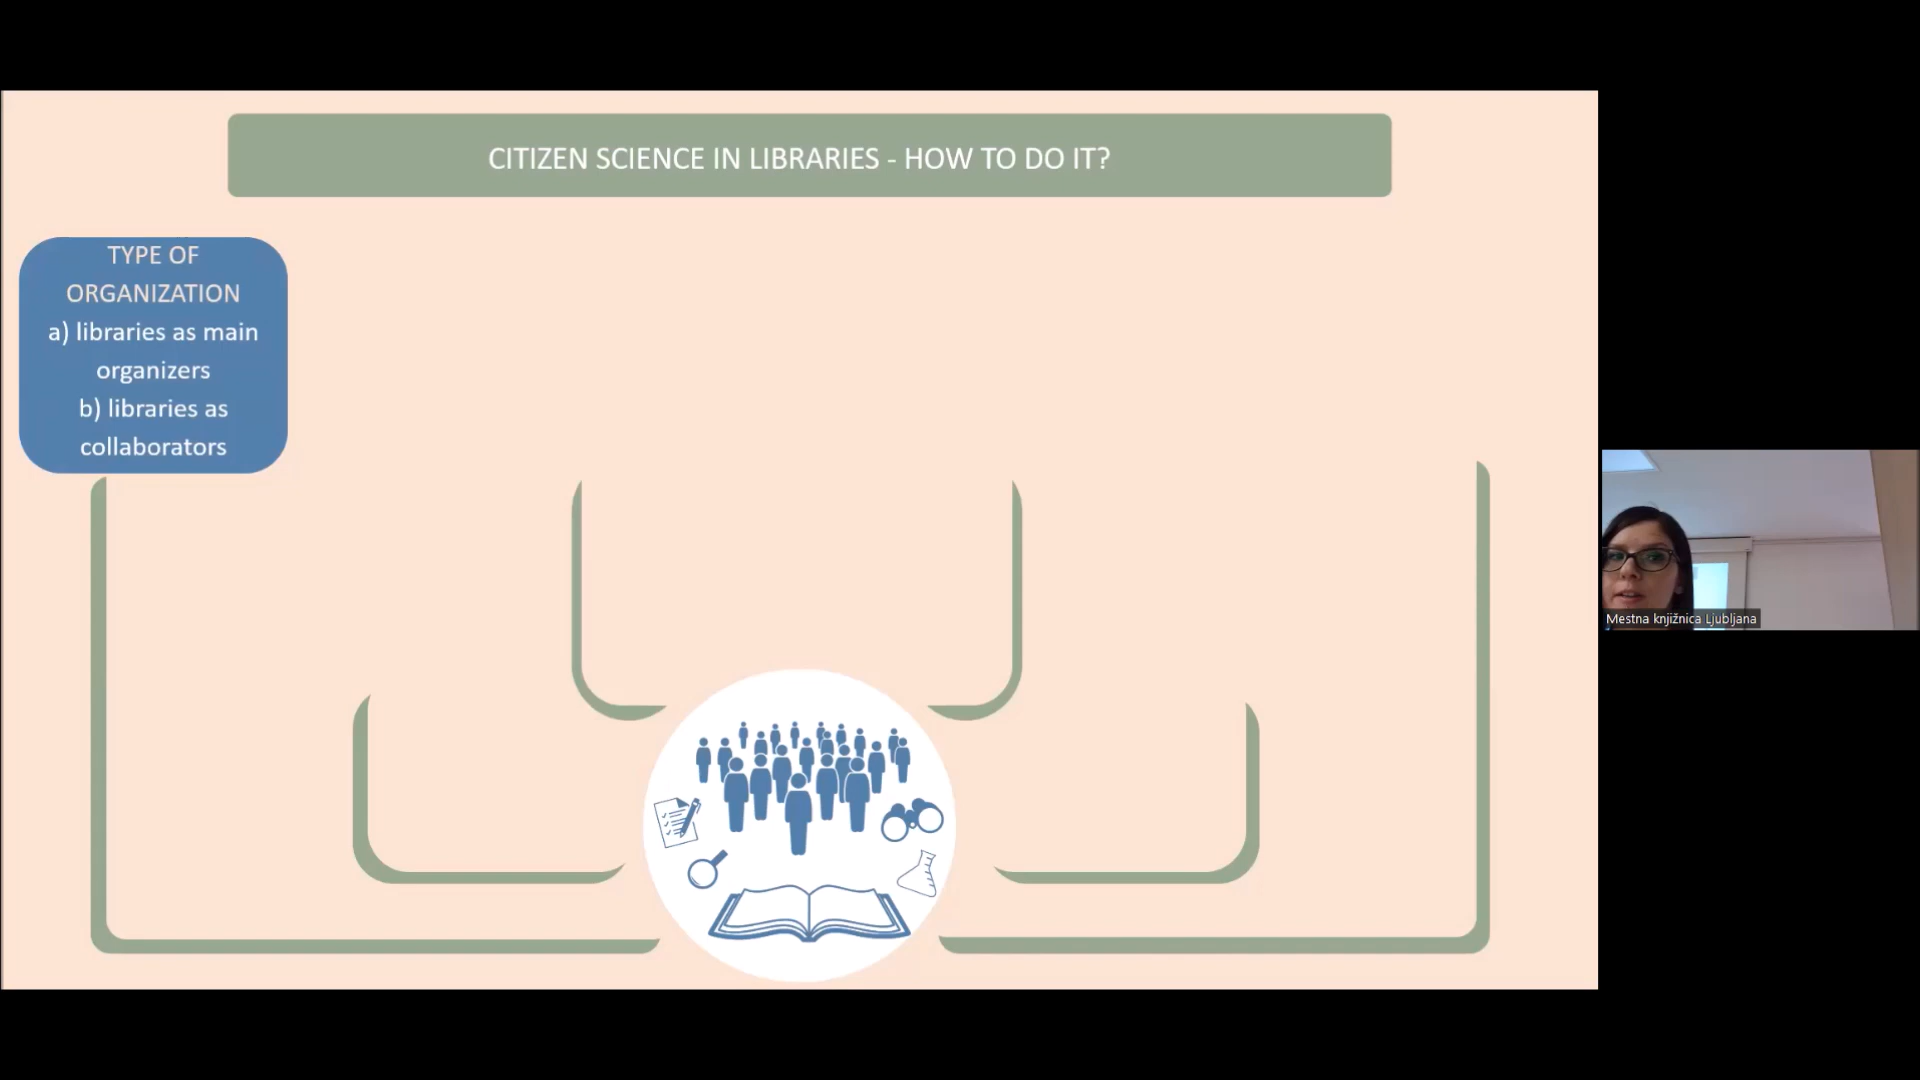 CITIZEN SCIENCE IN LIBRARIES - HOW TO DO IT?
TYPE OF
ORGANIZATION
a) libraries as main
organizers
b) libraries as
collaborators
Mestna knjižnica Ljubljana